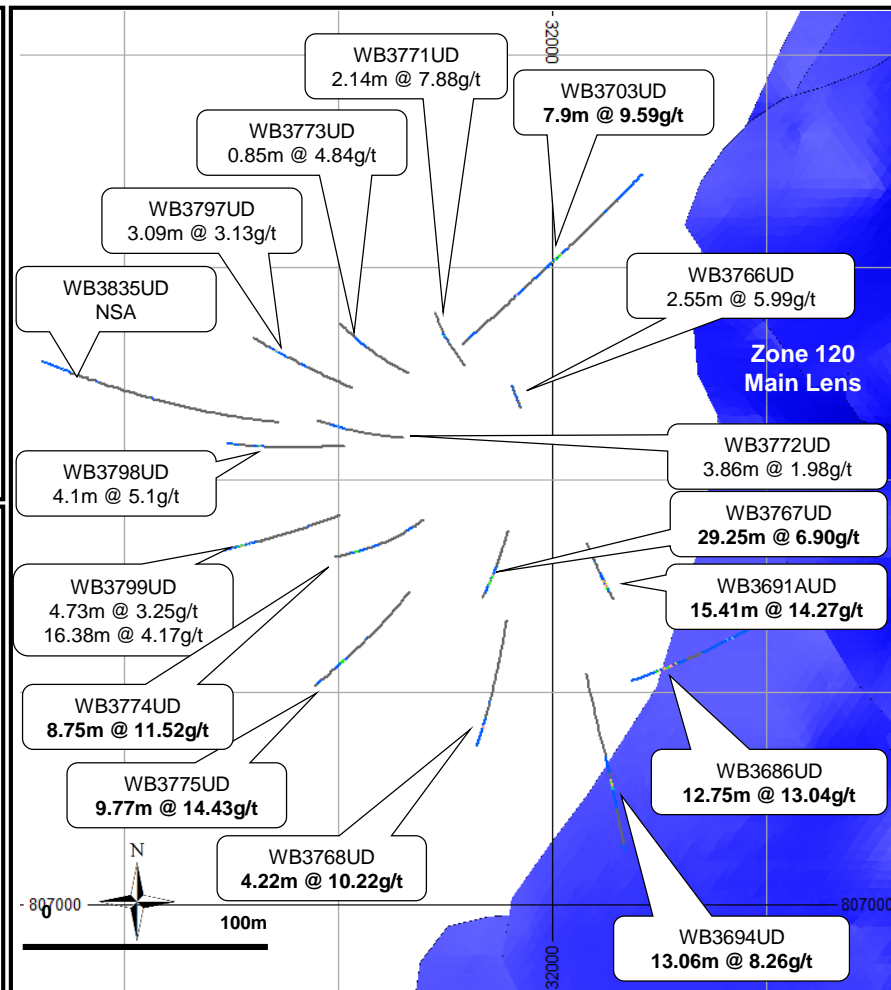 32000
WB3771UD
2.14m @ 7.88g/t
WB3703UD
7.9m @ 9.59g/t
WB3773UD
0.85m @ 4.84g/t
WB3797UD
3.09m @ 3.13g/t
WB3835UD
NSA
WB3766UD
2.55m @ 5.99g/t
Zone 120
Main Lens
WB3772UD
3.86m @ 1.98g/t
WB3798UD
4.1m @ 5.1g/t
WB3767UD
29.25m @ 6.90g/t
WB3799UD
4.73m @ 3.25g/t
16.38m @ 4.17g/t
WB3691AUD
15.41m @ 14.27g/t
WB3774UD
8.75m @ 11.52g/t
WB3775UD
9.77m @ 14.43g/t
WB3686UD
12.75m @ 13.04g/t
WB3768UD
4.22m @ 10.22g/t
N
807000
807000
0
100m
WB3694UD
13.06m @ 8.26g/t
32000